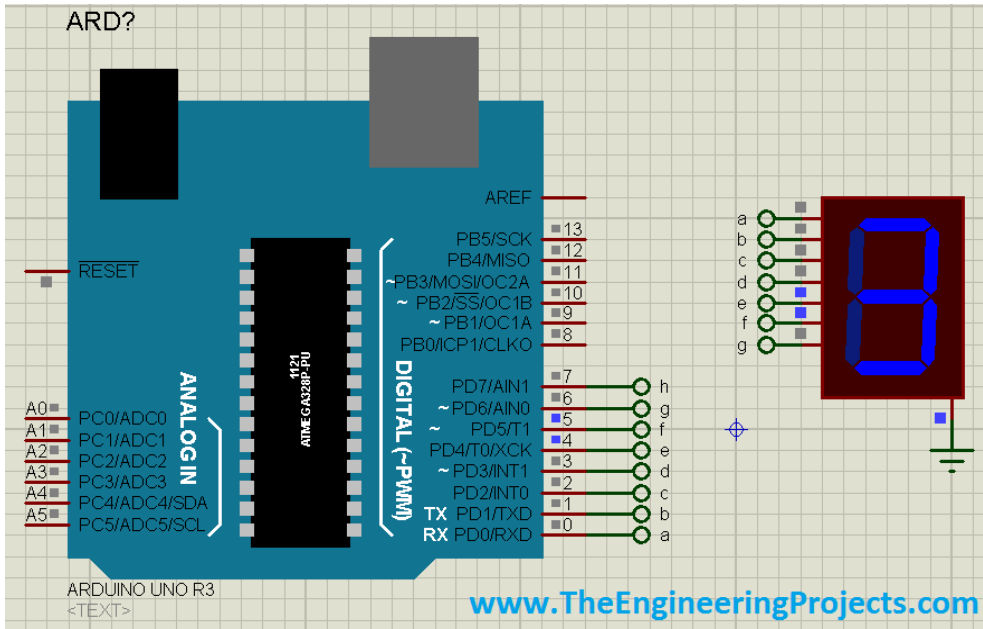 ARD?
RESET
AREF
PB5/SCK 13
PB4/MISO 12
~PB3/MOSI/OC2A 11
~ PB2/SS/OC1B 10
~ PB1/OC1A 9
PB0/ICP1/CLKO 8
1121
ATMEGA328P-PU
ANALOG IN
DIGITAL (~PWM)
PD7/AIN1 7 h
~PD6/AIN0 6 g
~ PD5/T1 5 f
PD4/T0/XCK 4 e
~PD3/INT1 3 d
PD2/INT0 2 c
TX PD1/TXD 1 b
RX PD0/RXD 0 a
A0 PC0/ADC0
A1 PC1/ADC1
A2 PC2/ADC2
A3 PC3/ADC3
A4 PC4/ADC4/SDA
A5 PC5/ADC5/SCL
a
b
c
d
e
f
g
ARDUINO UNO R3
<TEXT>
www.TheEngineeringProjects.com